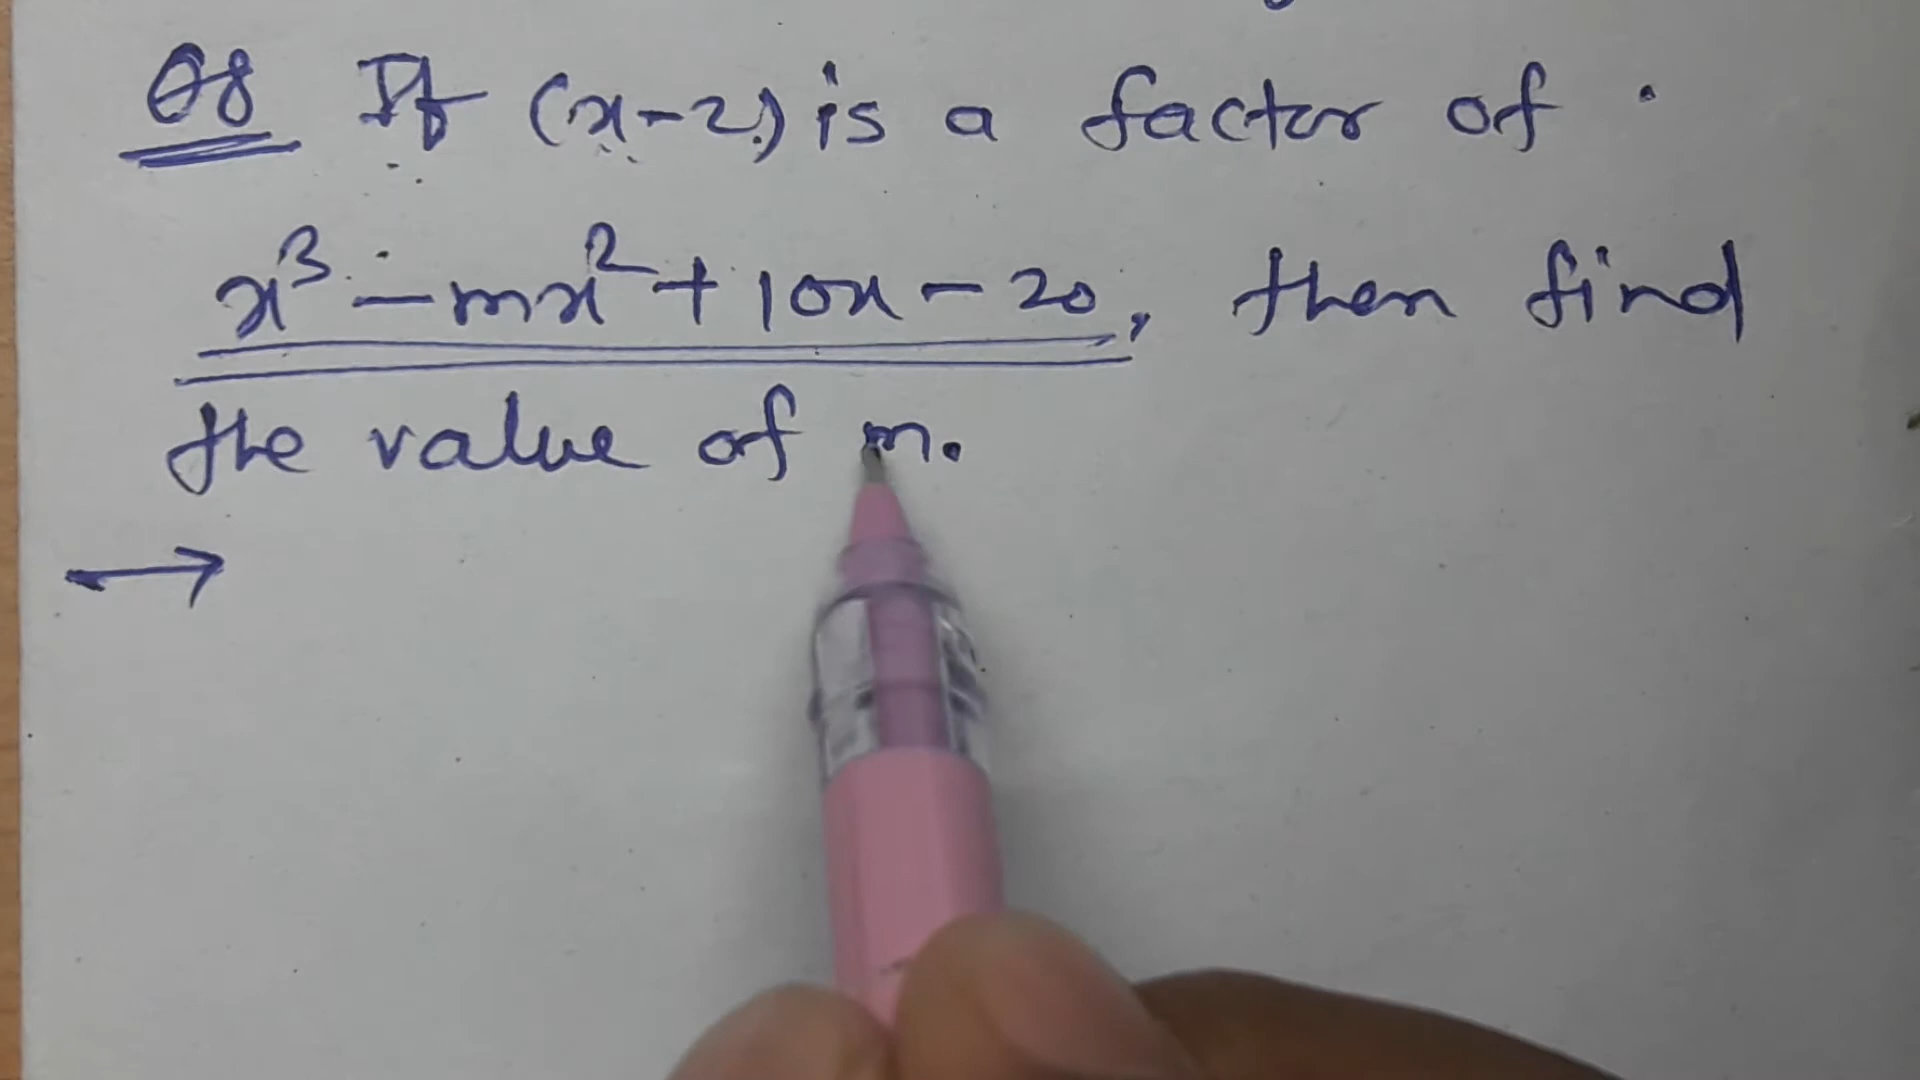 Q8 If (x-2) is a factor of
x³ - mx² + 10x - 20, then find
the value of m.
→